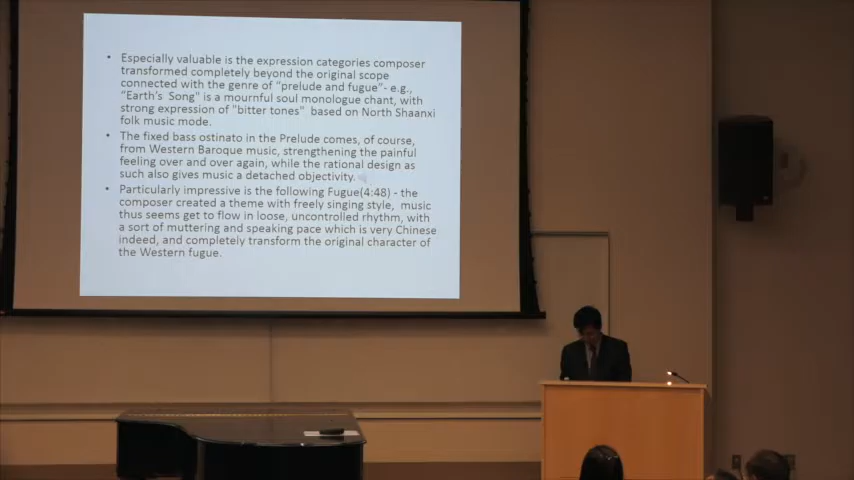 • Especially valuable is the expression categories composer
transformed completely beyond the original scope
connected with the genre of "prelude and fugue"- e.g.,
"Earth's Song" is a mournful soul monologue chant, with
strong expression of "bitter tones" based on North Shaanxi
folk music mode.
• The fixed bass ostinato in the Prelude comes, of course,
from Western Baroque music, strengthening the painful
feeling over and over again, while the rational design as
such also gives music a detached objectivity.
• Particularly impressive is the following Fugue(4:48) - the
composer created a theme with freely singing style, music
thus seems get to flow in loose, uncontrolled rhythm, with
a sort of muttering and speaking pace which is very Chinese
indeed, and completely transform the original character of
the Western fugue.